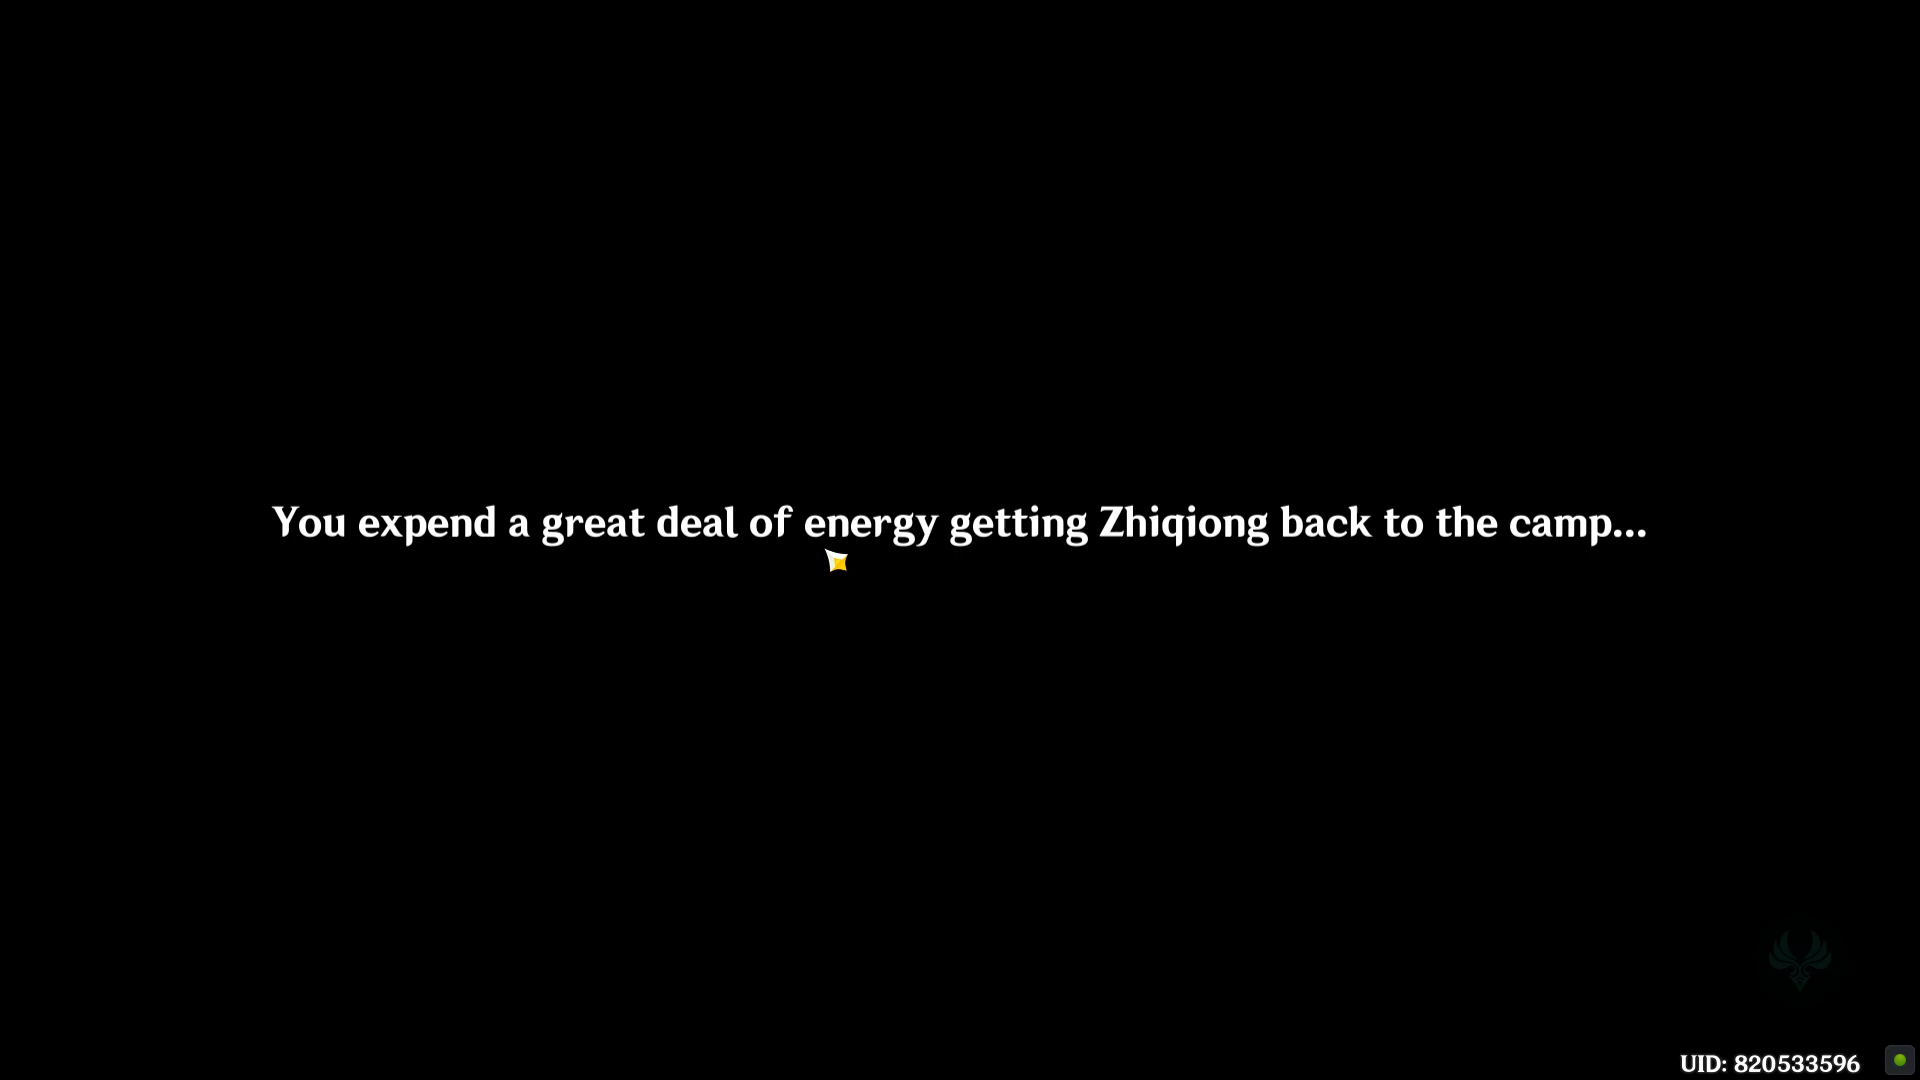 You expend a great deal of energy getting Zhiqiong back to the camp...
UID: 820533596